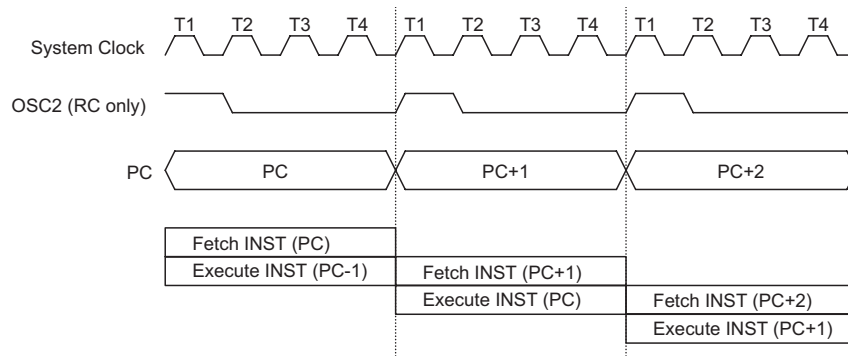 T1 T2 T3 T4 T1 T2 T3 T4 T1 T2 T3 T4
System Clock
OSC2 (RC only)
PC PC PC+1 PC+2
Fetch INST (PC)
Execute INST (PC-1) Fetch INST (PC+1)
Execute INST (PC) Fetch INST (PC+2)
Execute INST (PC+1)